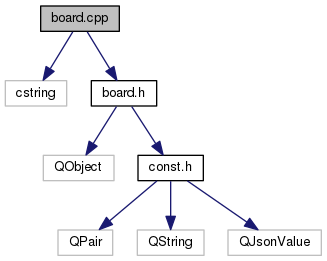 board.cpp
cstring
board.h
QObject
const.h
QPair
QString
QJsonValue